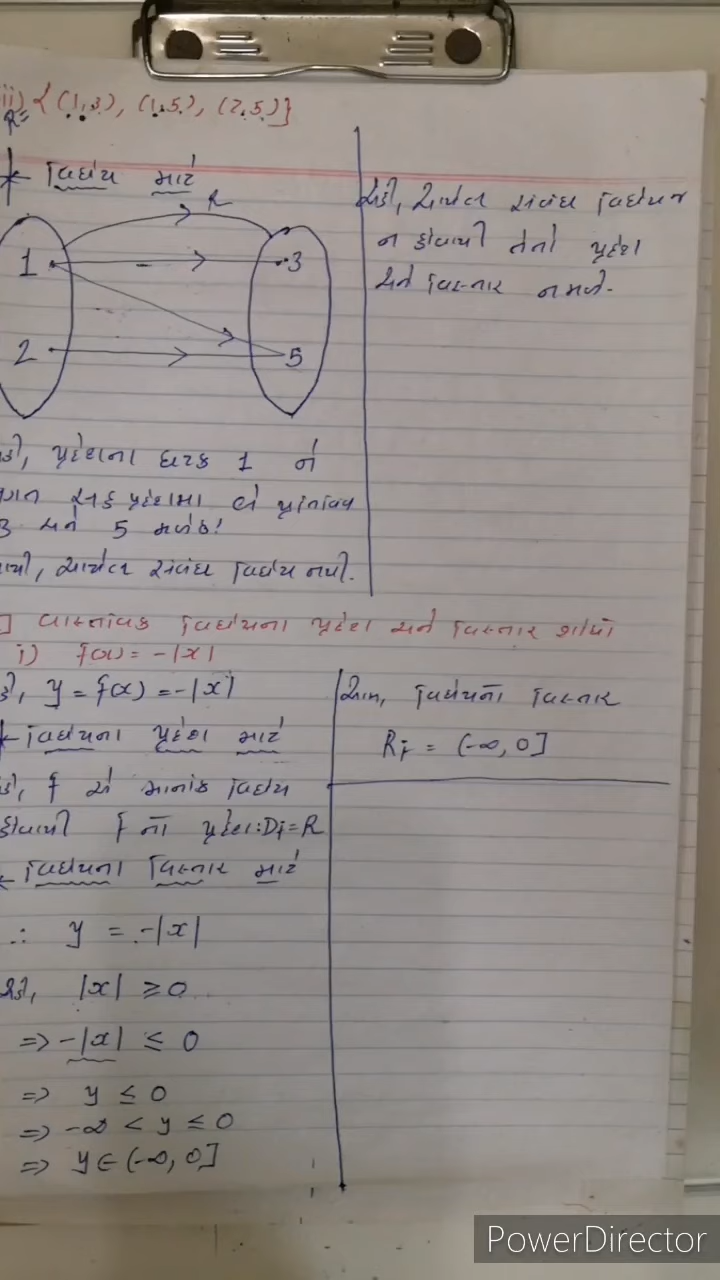 iii) R = {(1,3), (1,5), (2,5)}
* વિધેય માટે
R
1
3
2
5
અહીં, પ્રદેશના ઘટક 1 ને
સહપ્રદેશમાં બે પ્રતિબિંબ
3 અને 5 મળે છે.
આથી, આપેલ સંબંધ વિધેય નથી.
અહીં, આપેલ સંબંધ વિધેય જ
ન હોવાથી તેનો પ્રદેશ
અને વિસ્તાર ન મળે.
] વાસ્તવિક વિધેયના પ્રદેશ અને વિસ્તાર શોધો
i) f(x) = -|x|
અહીં, y = f(x) = -|x|
* વિધેયના પ્રદેશ માટે
અહીં, f એ માનાંક વિધેય
હોવાથી f નો પ્રદેશ: Df = R
* વિધેયના વિસ્તાર માટે
∴ y = -|x|
અહીં, |x| ≥ 0
⇒ -|x| ≤ 0
⇒ y ≤ 0
⇒ -∞ < y ≤ 0
⇒ y ∈ (-∞, 0]
આમ, વિધેયનો વિસ્તાર
Rf = (-∞, 0]
PowerDirector